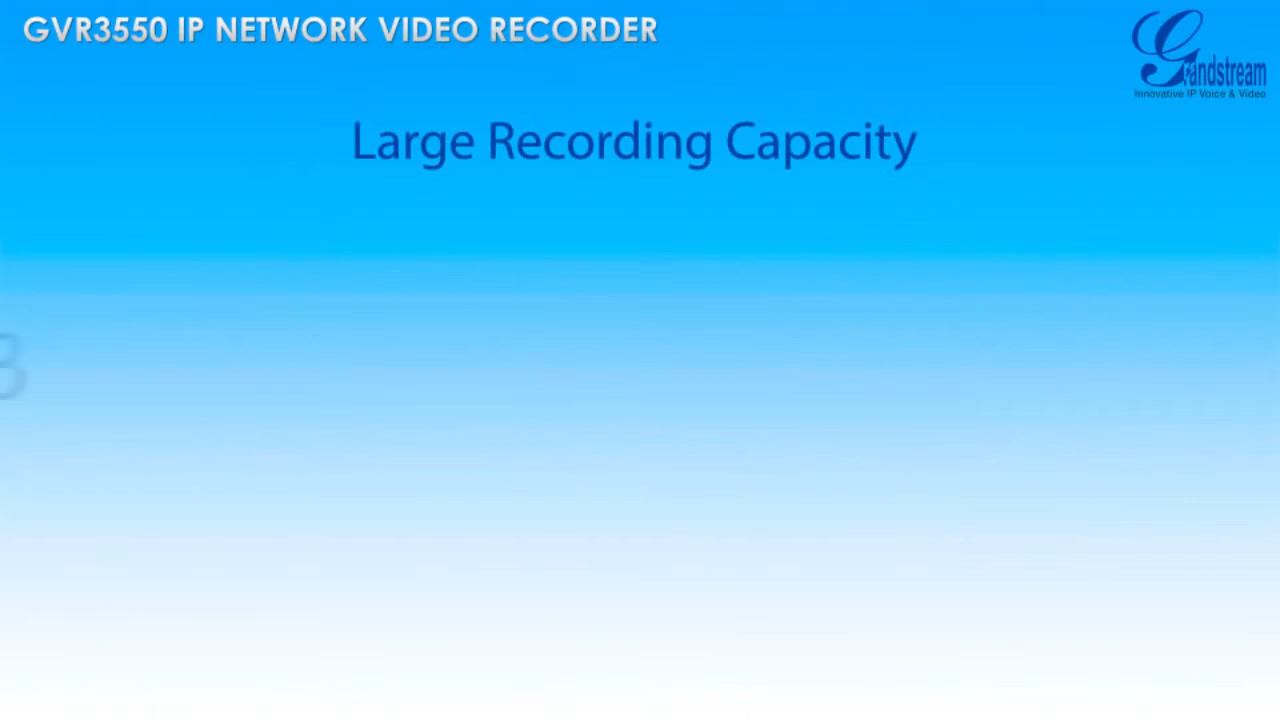 GVR3550 IP NETWORK VIDEO RECORDER
Grandstream
Innovative IP Voice & Video
Large Recording Capacity